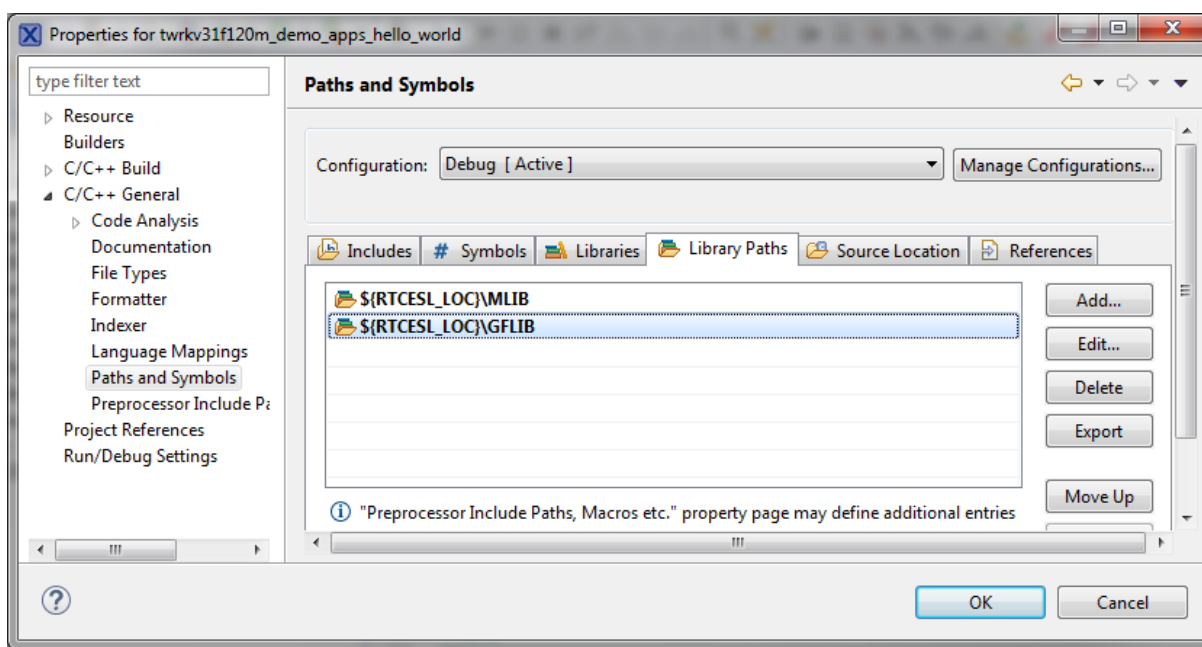 Properties for twrkv31f120m_demo_apps_hello_world
type filter text
Resource
Builders
C/C++ Build
C/C++ General
Code Analysis
Documentation
File Types
Formatter
Indexer
Language Mappings
Paths and Symbols
Preprocessor Include Pa
Project References
Run/Debug Settings
Paths and Symbols
Configuration: Debug [ Active ] Manage Configurations...
Includes # Symbols Libraries Library Paths Source Location References
${RTCESL_LOC}\MLIB
${RTCESL_LOC}\GFLIB
Add...
Edit...
Delete
Export
Move Up
"Preprocessor Include Paths, Macros etc." property page may define additional entries
OK Cancel